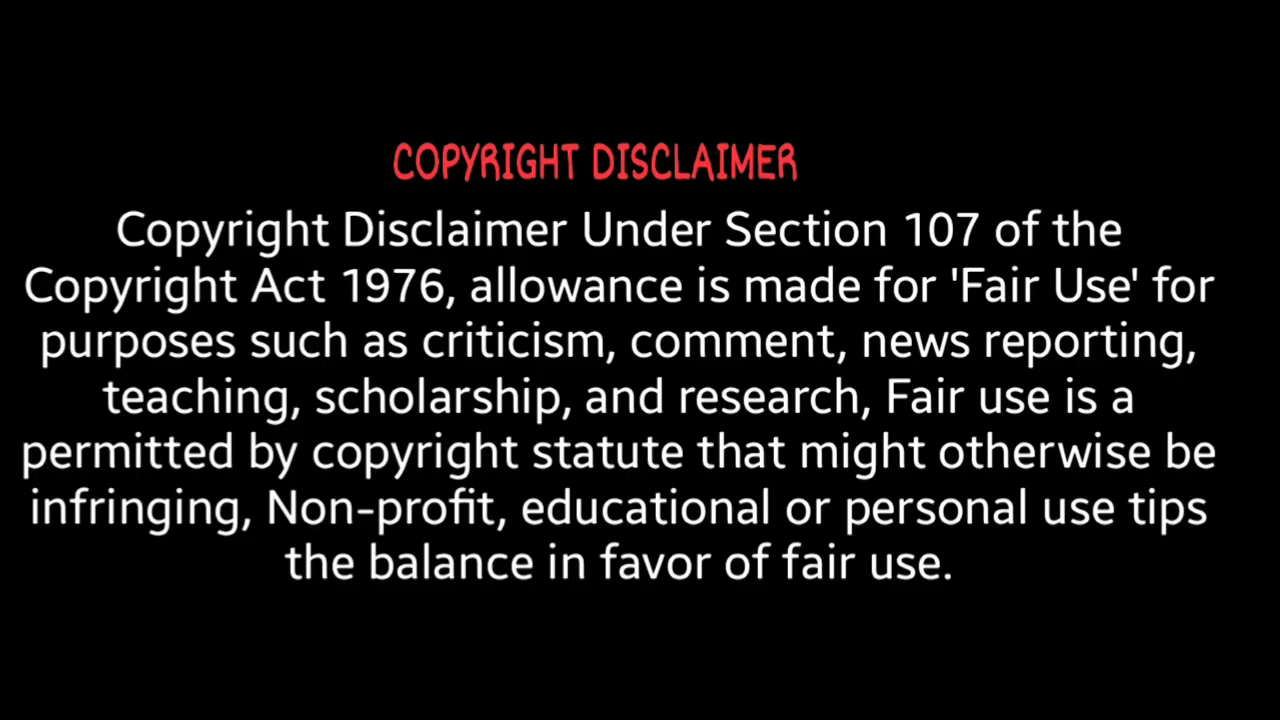 COPYRIGHT DISCLAIMER
Copyright Disclaimer Under Section 107 of the
Copyright Act 1976, allowance is made for 'Fair Use' for
purposes such as criticism, comment, news reporting,
teaching, scholarship, and research, Fair use is a
permitted by copyright statute that might otherwise be
infringing, Non-profit, educational or personal use tips
the balance in favor of fair use.